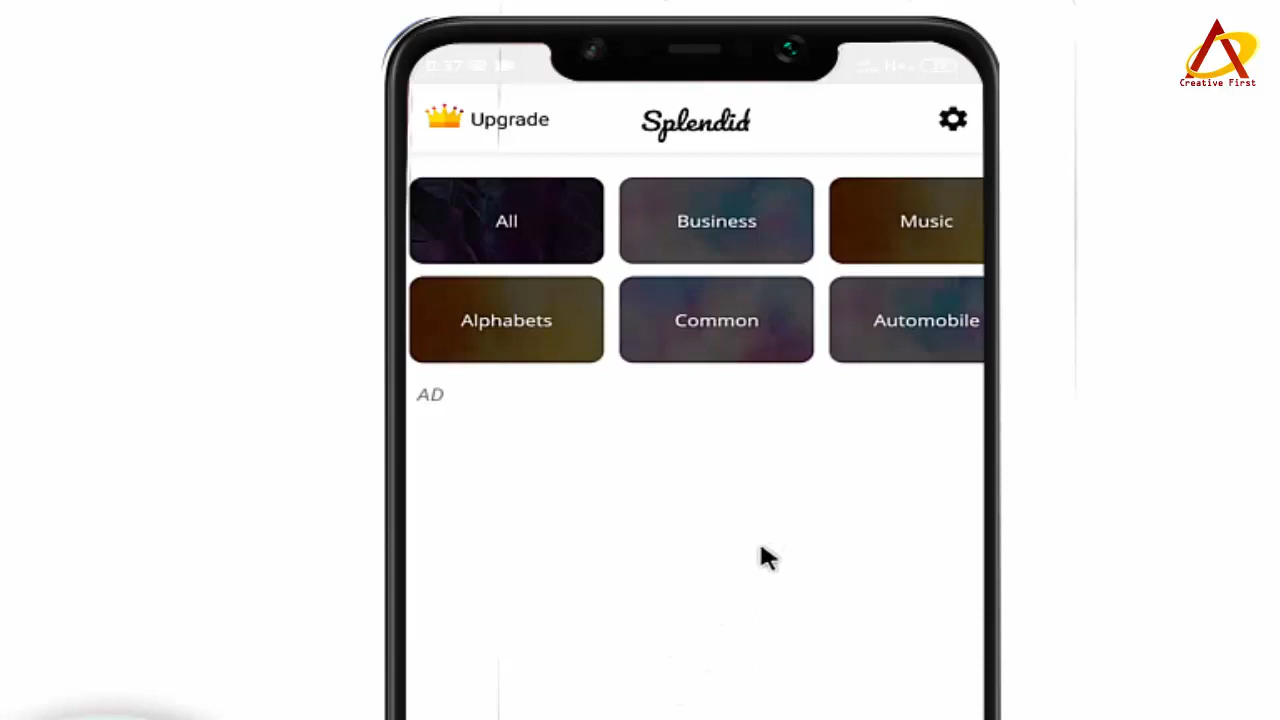 Creative First
Upgrade
Splendid
All
Business
Music
Alphabets
Common
Automobile
AD